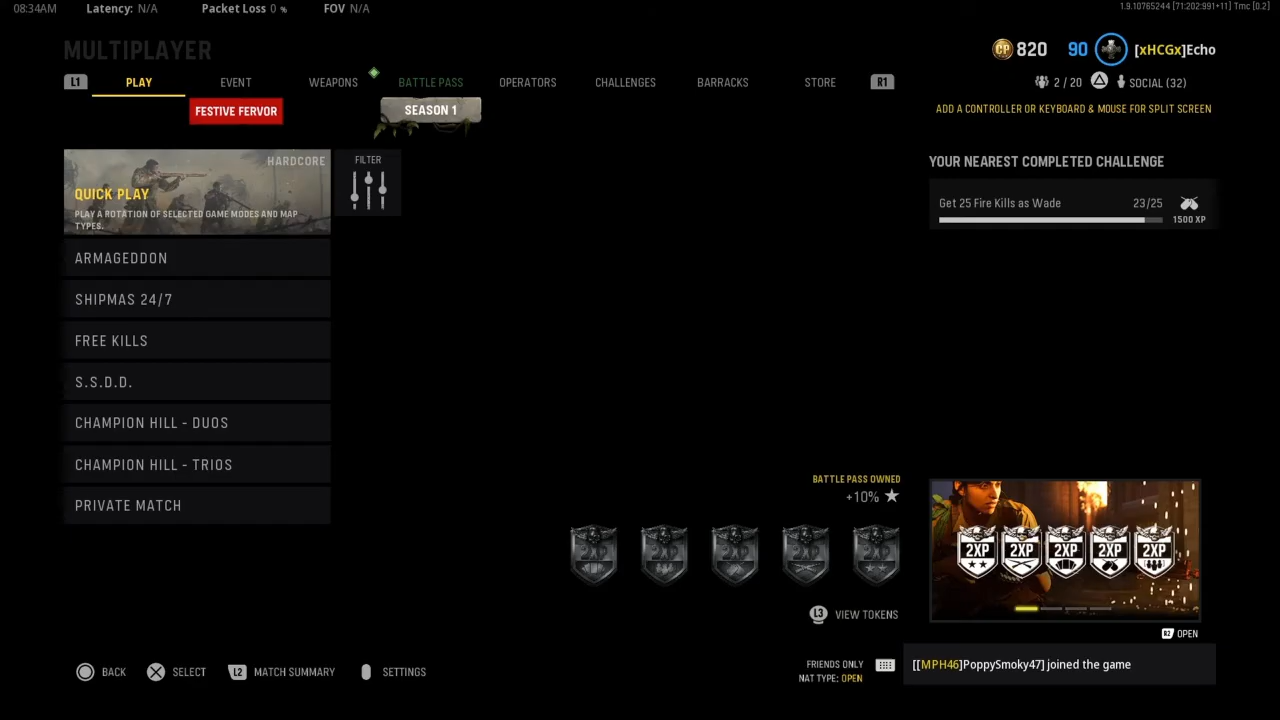 08:34AM Latency: N/A Packet Loss 0 % FOV N/A
1.9.10765244 [71:202:991+11] Tmc [0.2]
MULTIPLAYER
820 90 [xHCGx]Echo
L1 PLAY EVENT WEAPONS BATTLE PASS OPERATORS CHALLENGES BARRACKS STORE R1
2 / 20 SOCIAL (32)
FESTIVE FERVOR SEASON 1
ADD A CONTROLLER OR KEYBOARD & MOUSE FOR SPLIT SCREEN
HARDCORE
QUICK PLAY
PLAY A ROTATION OF SELECTED GAME MODES AND MAP
TYPES.
FILTER
YOUR NEAREST COMPLETED CHALLENGE
Get 25 Fire Kills as Wade 23/25
1500 XP
ARMAGEDDON
SHIPMAS 24/7
FREE KILLS
S.S.D.D.
CHAMPION HILL - DUOS
CHAMPION HILL - TRIOS
PRIVATE MATCH
BATTLE PASS OWNED
+10%
2XP 2XP 2XP 2XP 2XP
2XP 2XP 2XP 2XP 2XP
L3 VIEW TOKENS
R2 OPEN
BACK SELECT L2 MATCH SUMMARY SETTINGS
FRIENDS ONLY
NAT TYPE: OPEN
[[MPH46]PoppySmoky47] joined the game